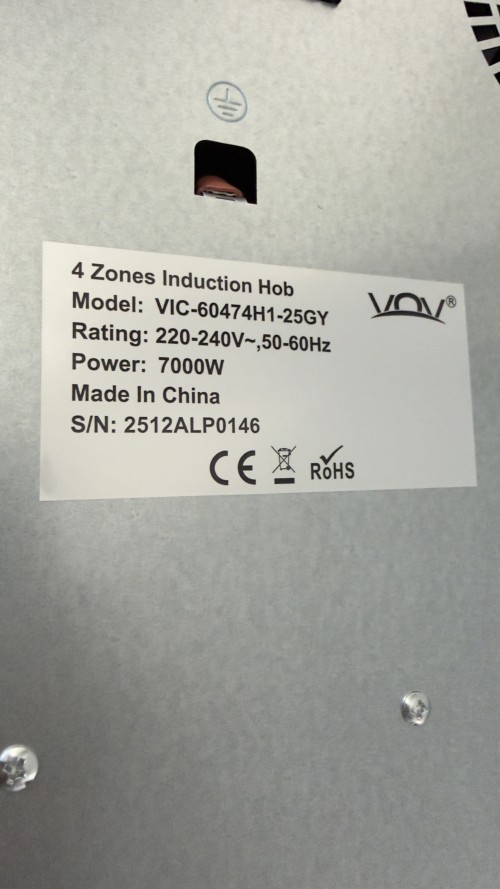 4 Zones Induction Hob
Model: VIC-60474H1-25GY
Rating: 220-240V~,50-60Hz
Power: 7000W
Made In China
S/N: 2512ALP0146
VOV®
CE
RoHS